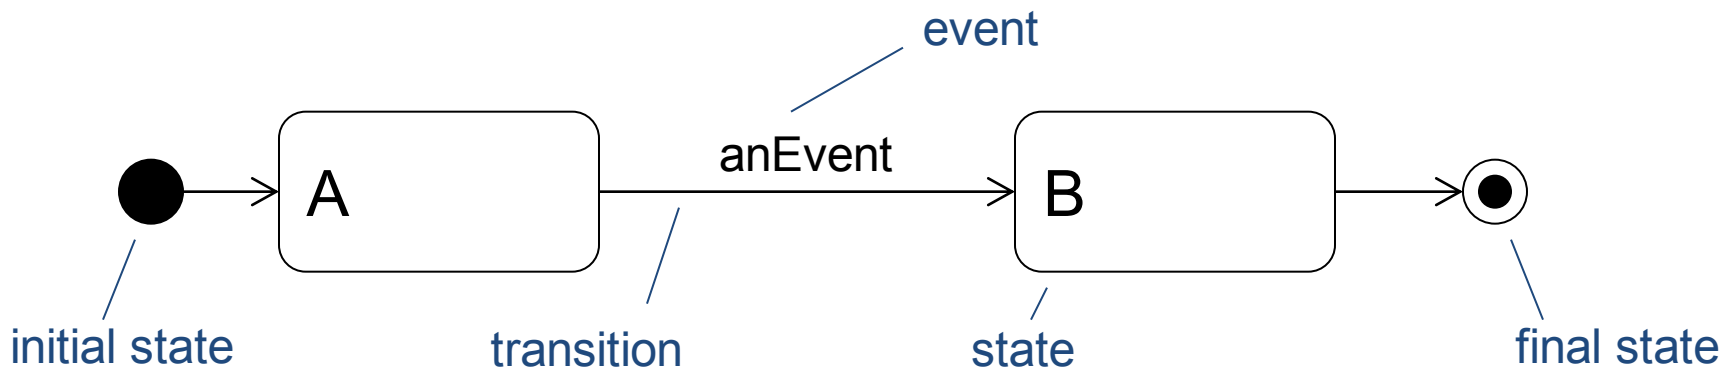 event
anEvent
A
B
initial state
transition
state
final state